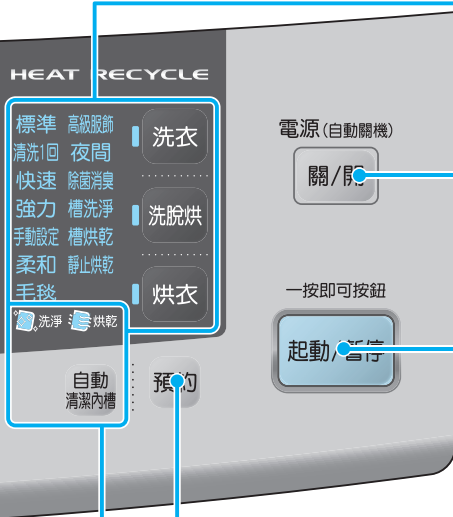 HEAT RECYCLE
標準 高級服飾
清洗1回 夜間
快速 除菌消臭
強力 槽洗淨
手動設定 槽烘乾
柔和 靜止烘乾
毛毯
洗淨 烘乾
洗衣
洗脫烘
烘衣
自動
清潔內槽
預約
電源(自動關機)
關/開
一按即可按鈕
起動/暫停